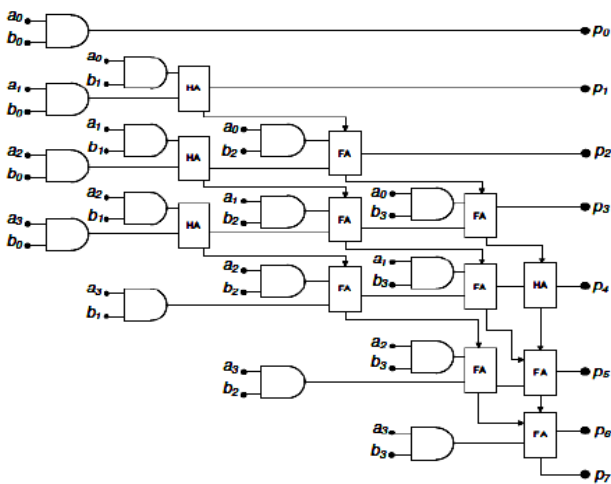 a₀
b₀ p₀
a₀
b₁ HA p₁
a₁
b₀
a₁ a₀
b₁ HA b₂ FA p₂
a₂
b₀
a₂ a₁ a₀
b₁ HA b₂ FA b₃ FA p₃
a₃
b₀
a₂ a₁
b₂ FA b₃ FA HA p₄
a₃
b₁
a₂
b₃ FA FA p₅
a₃
b₂
a₃
b₃ FA p₆
p₇